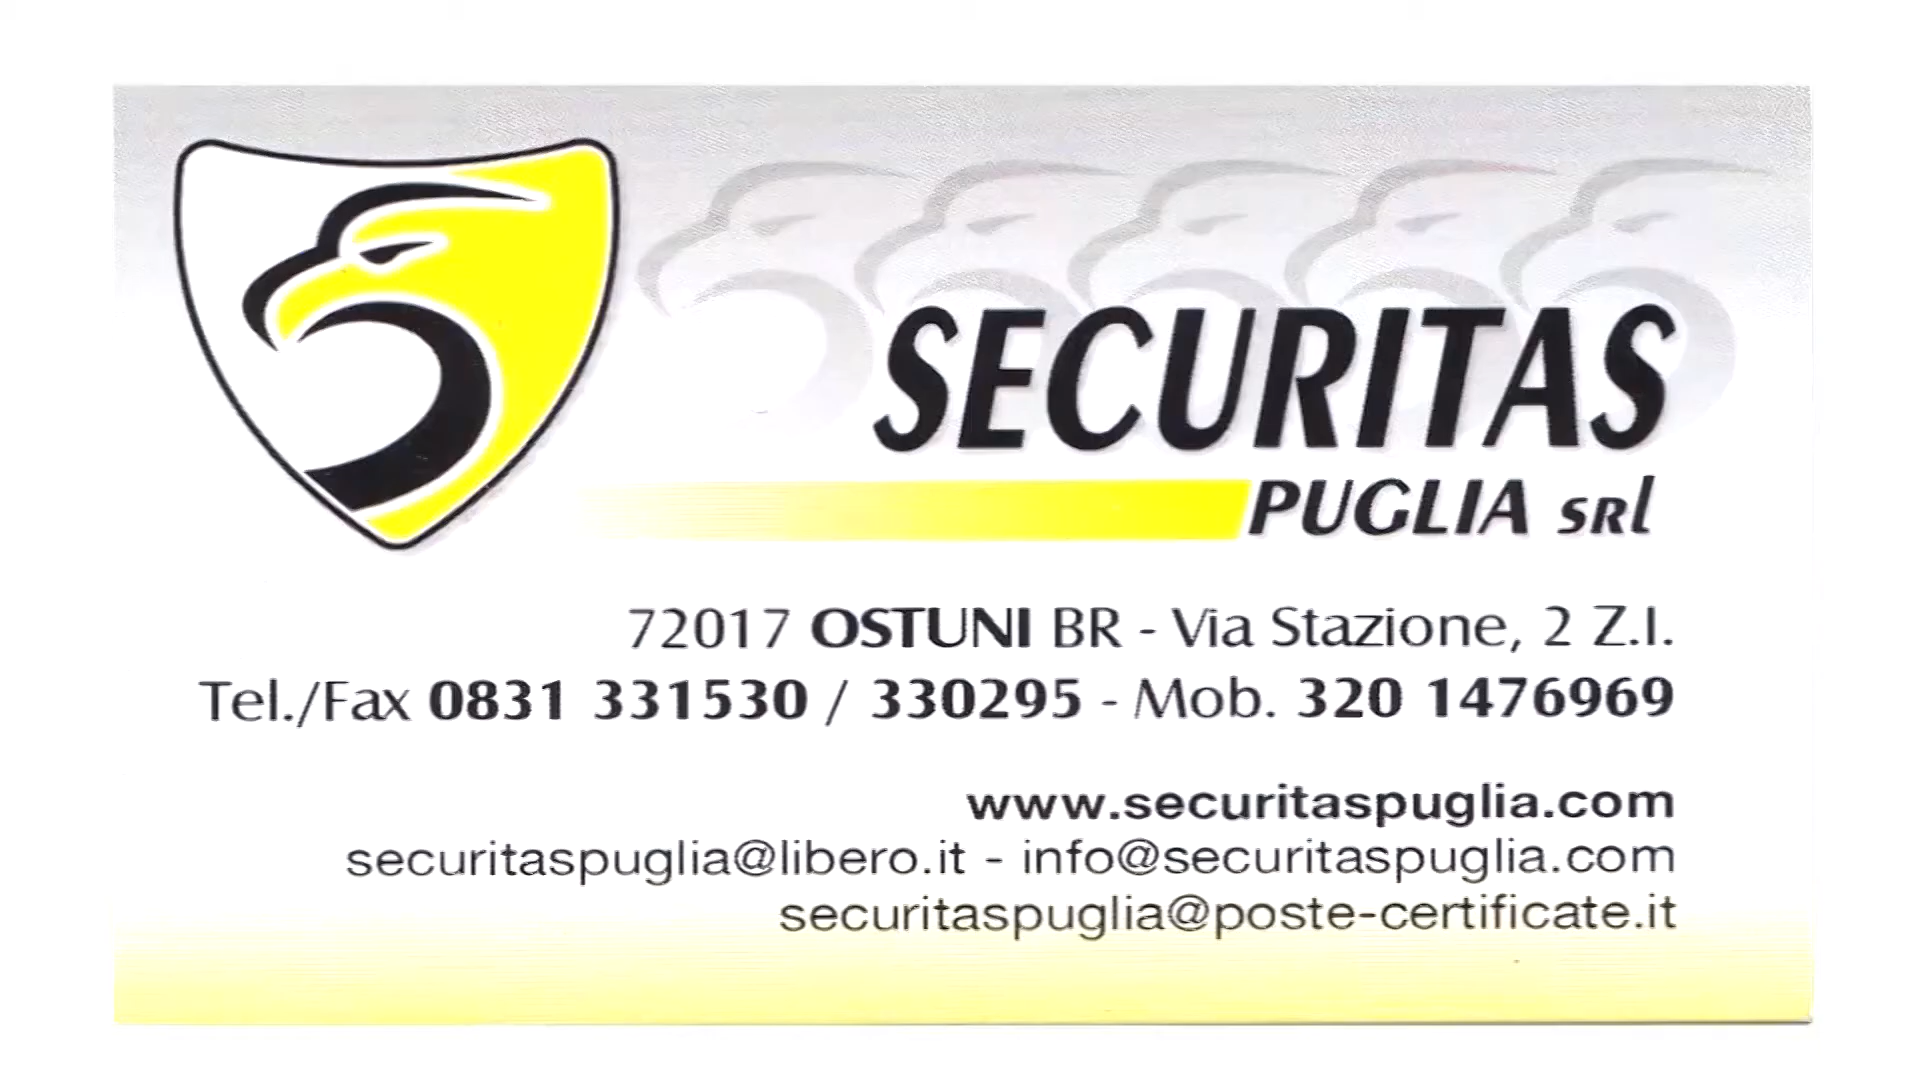 SECURITAS
PUGLIA SRL
72017 OSTUNI BR - Via Stazione, 2 Z.I.
Tel./Fax 0831 331530 / 330295 - Mob. 320 1476969
www.securitaspuglia.com
securitaspuglia@libero.it - info@securitaspuglia.com
securitaspuglia@poste-certificate.it